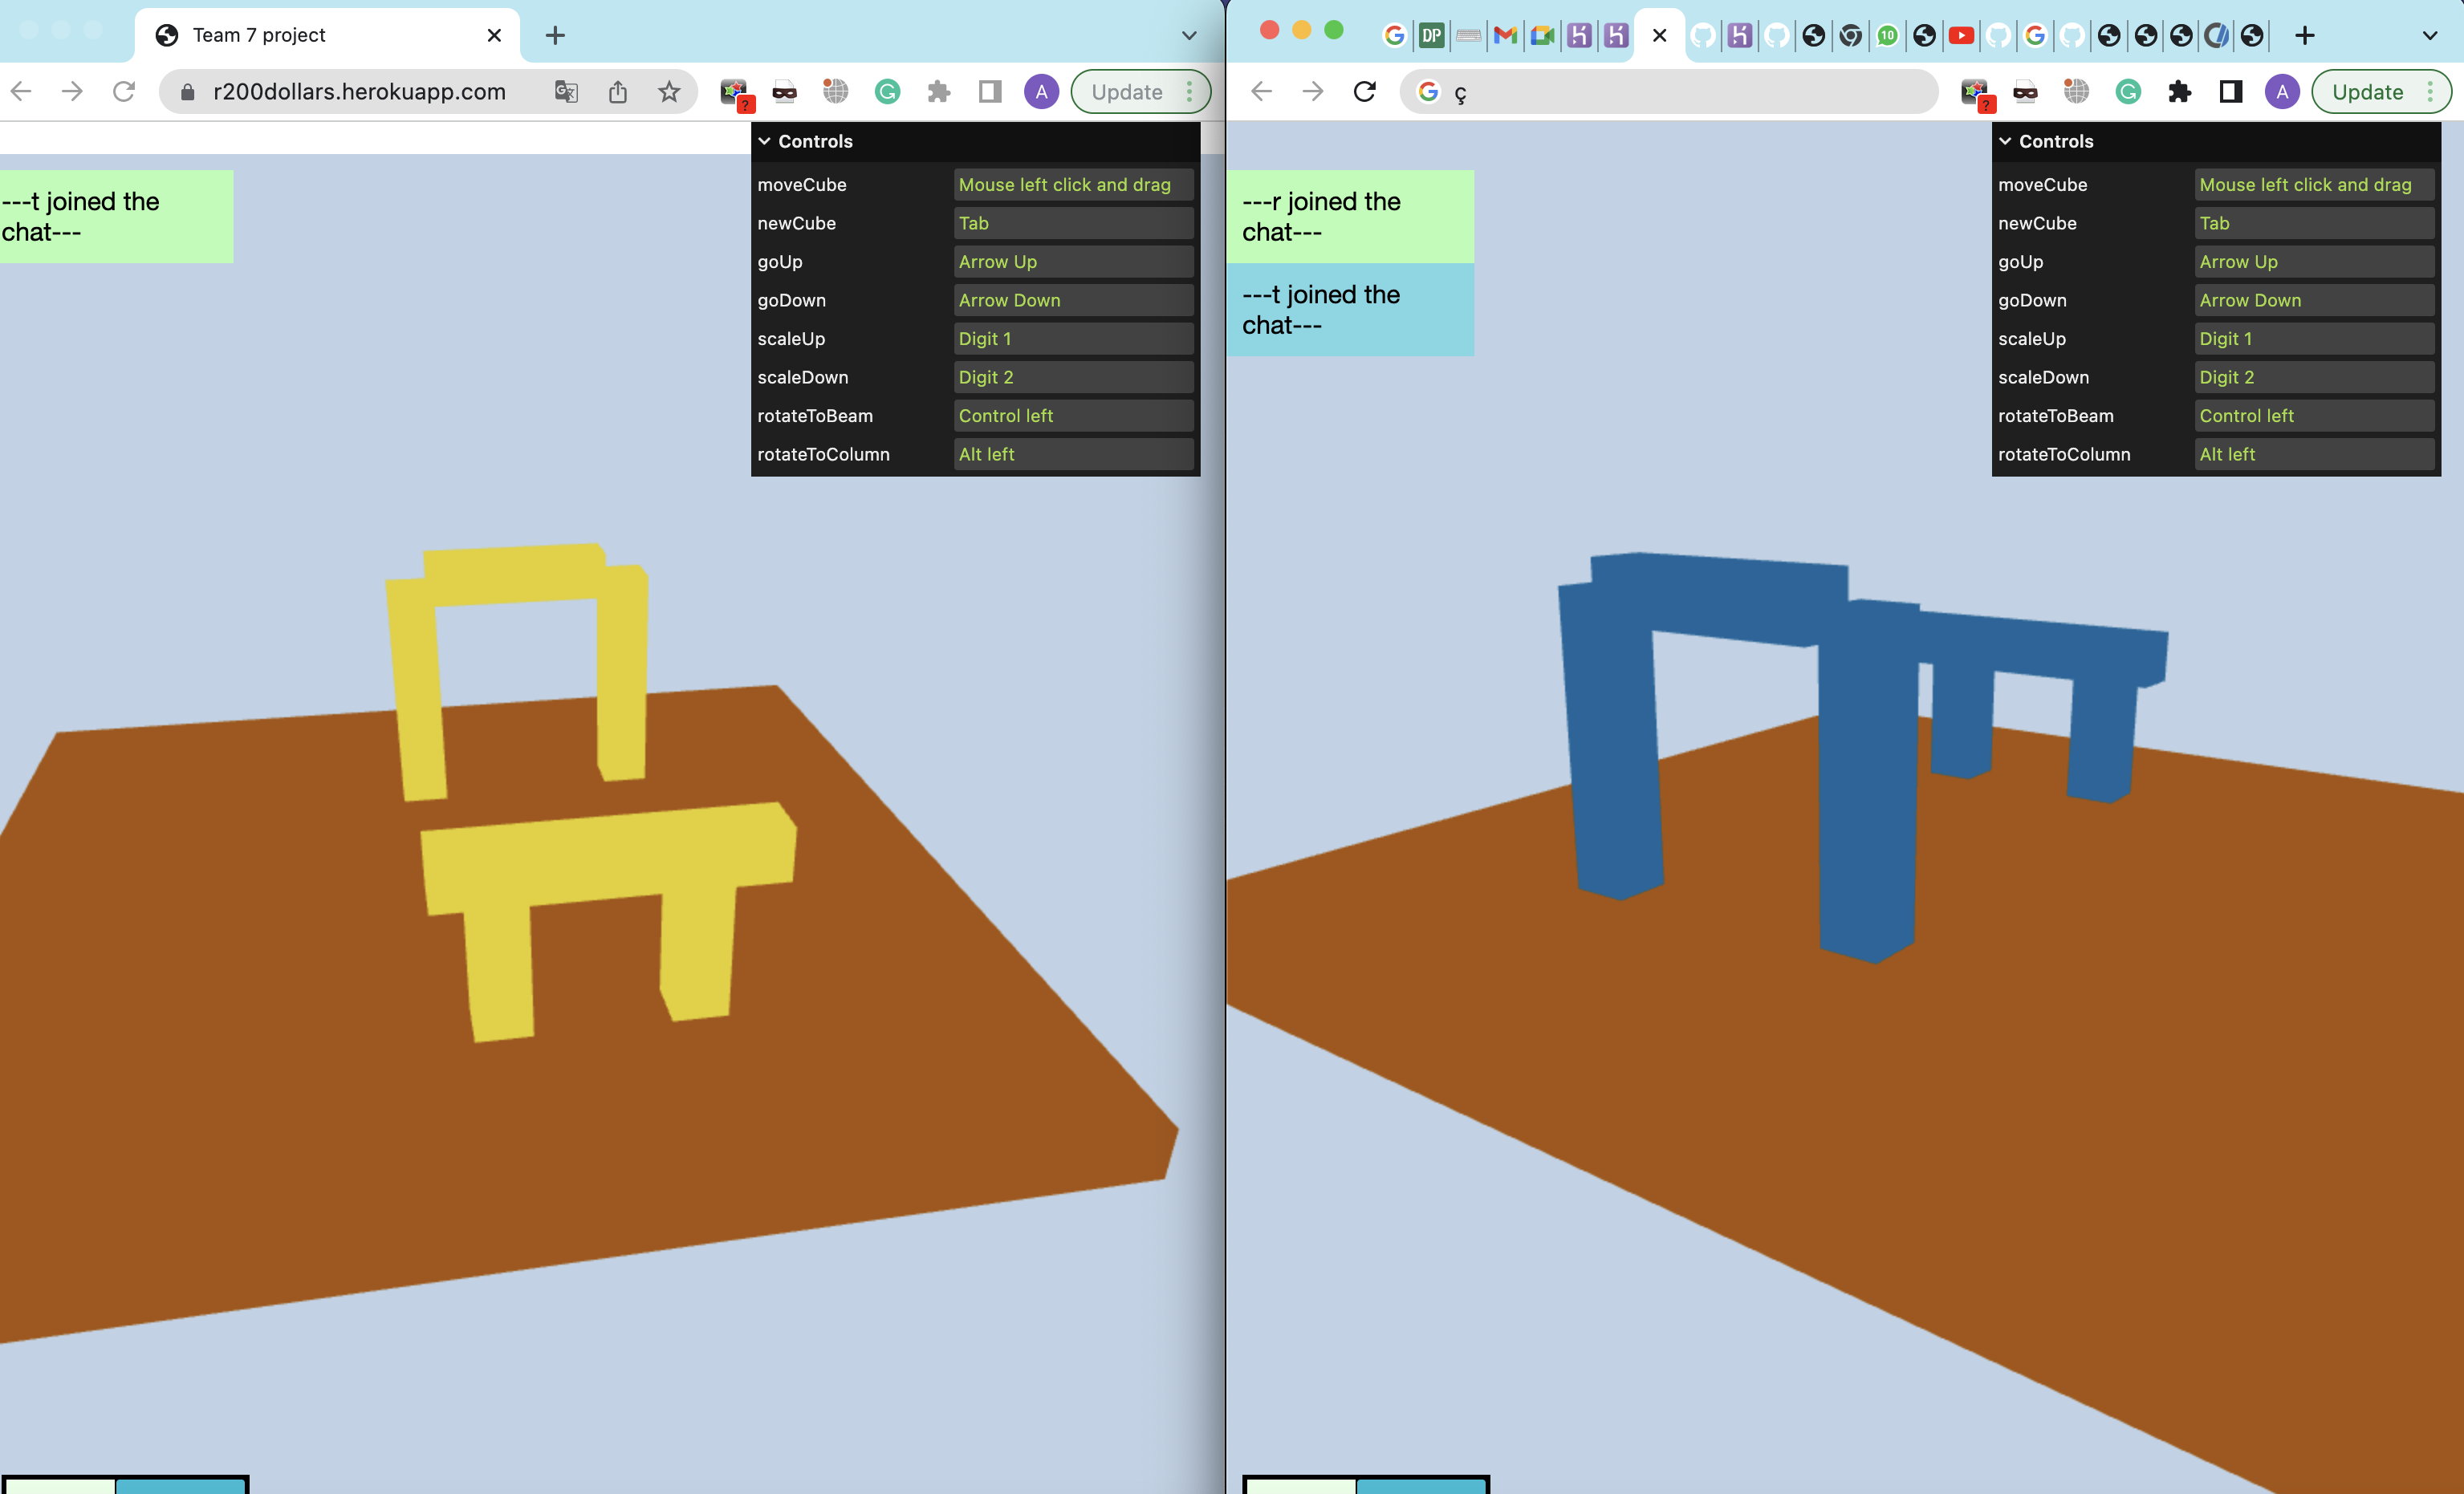 Team 7 project
r200dollars.herokuapp.com
?
A
Update
---t joined the
chat---
Controls
moveCube Mouse left click and drag
newCube Tab
goUp Arrow Up
goDown Arrow Down
scaleUp Digit 1
scaleDown Digit 2
rotateToBeam Control left
rotateToColumn Alt left
DP
10
ç
?
A
Update
---r joined the
chat---
---t joined the
chat---
Controls
moveCube Mouse left click and drag
newCube Tab
goUp Arrow Up
goDown Arrow Down
scaleUp Digit 1
scaleDown Digit 2
rotateToBeam Control left
rotateToColumn Alt left